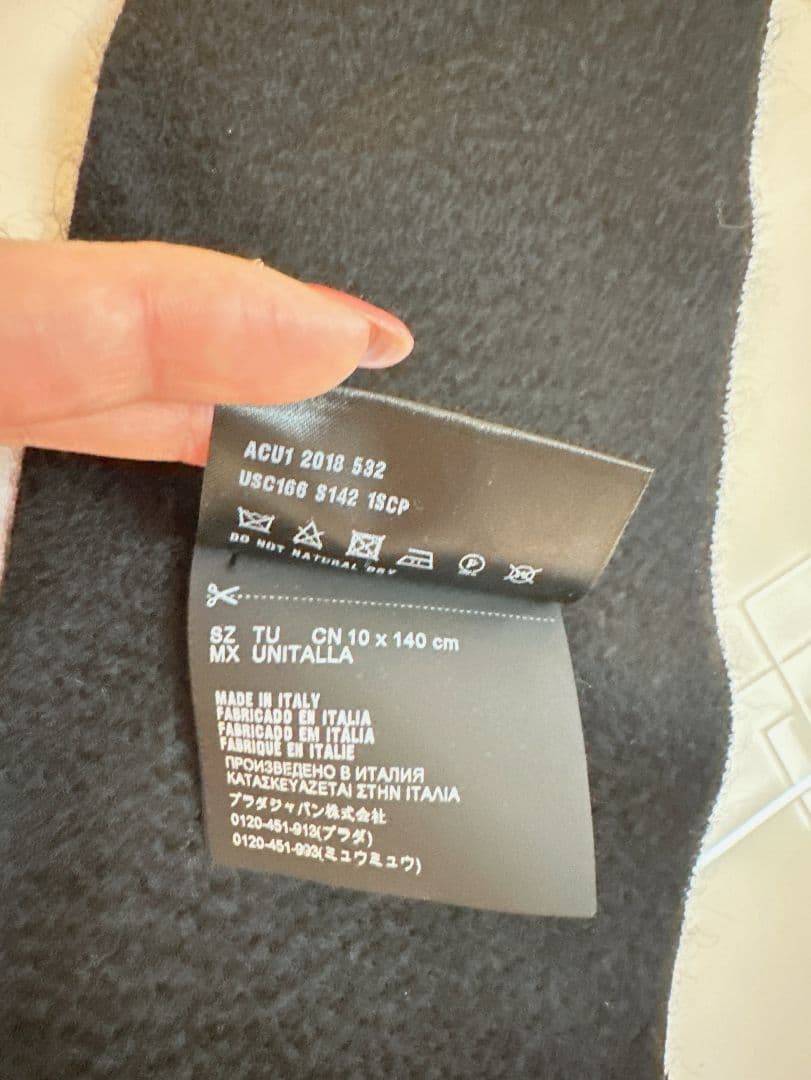 ACU1 2018 532
USC166 S142 1SCP
DO NOT NATURAL DRY
SZ TU CN 10 x 140 cm
MX UNITALLA
MADE IN ITALY
FABRICADO EN ITALIA
FABRICADO EM ITÁLIA
FABRIQUÉ EN ITALIE
ПРОИЗВЕДЕНО В ИТАЛИЯ
ΚΑΤΑΣΚΕΥΑΖΕΤΑΙ ΣΤΗΝ ΙΤΑΛΙΑ
プラダジャパン株式会社
0120-451-913(プラダ)
0120-451-993(ミュウミュウ)